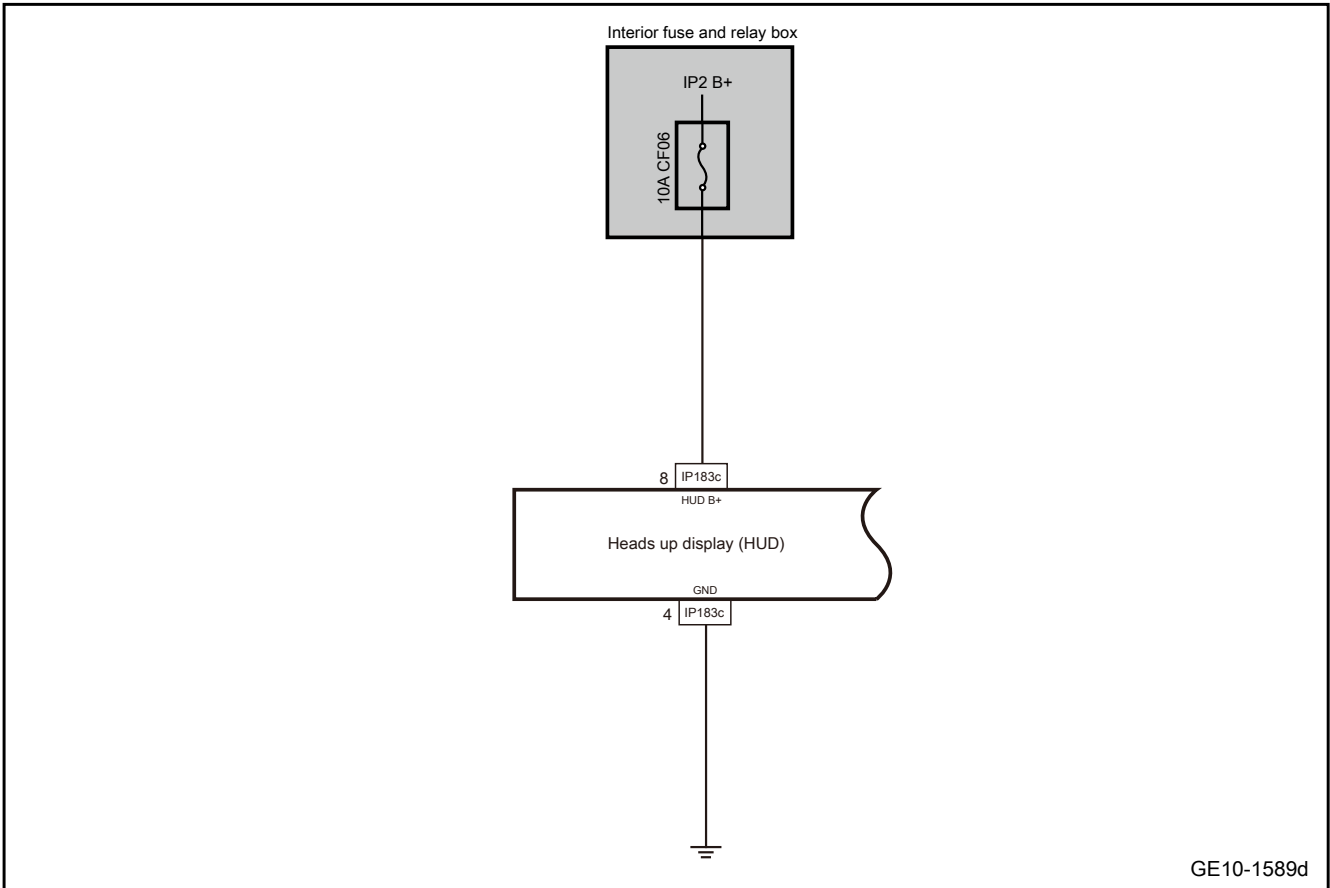 Interior fuse and relay box
IP2 B+
10A CF06
8 IP183c
HUD B+
Heads up display (HUD)
GND
4 IP183c
GE10-1589d